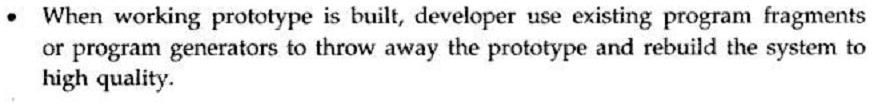 • When working prototype is built, developer use existing program fragments
or program generators to throw away the prototype and rebuild the system to
high quality.